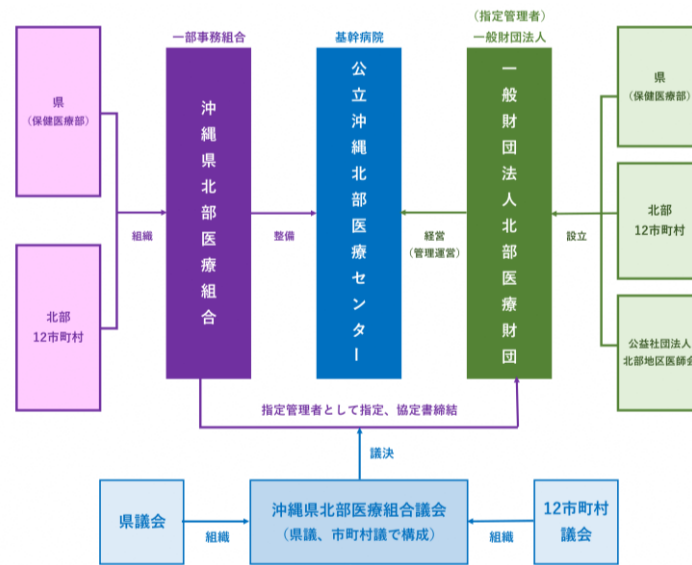 一部事務組合
基幹病院
（指定管理者）
一般財団法人
県
（保健医療部）
北部
12市町村
組織
沖縄県北部医療組合
整備
公立沖縄北部医療センター
経営
（管理運営）
一般財団法人北部医療財団
設立
県
（保健医療部）
北部
12市町村
公益社団法人
北部地区医師会
指定管理者として指定、協定書締結
議決
県議会
組織
沖縄県北部医療組合議会
（県議、市町村議で構成）
組織
12市町村
議会